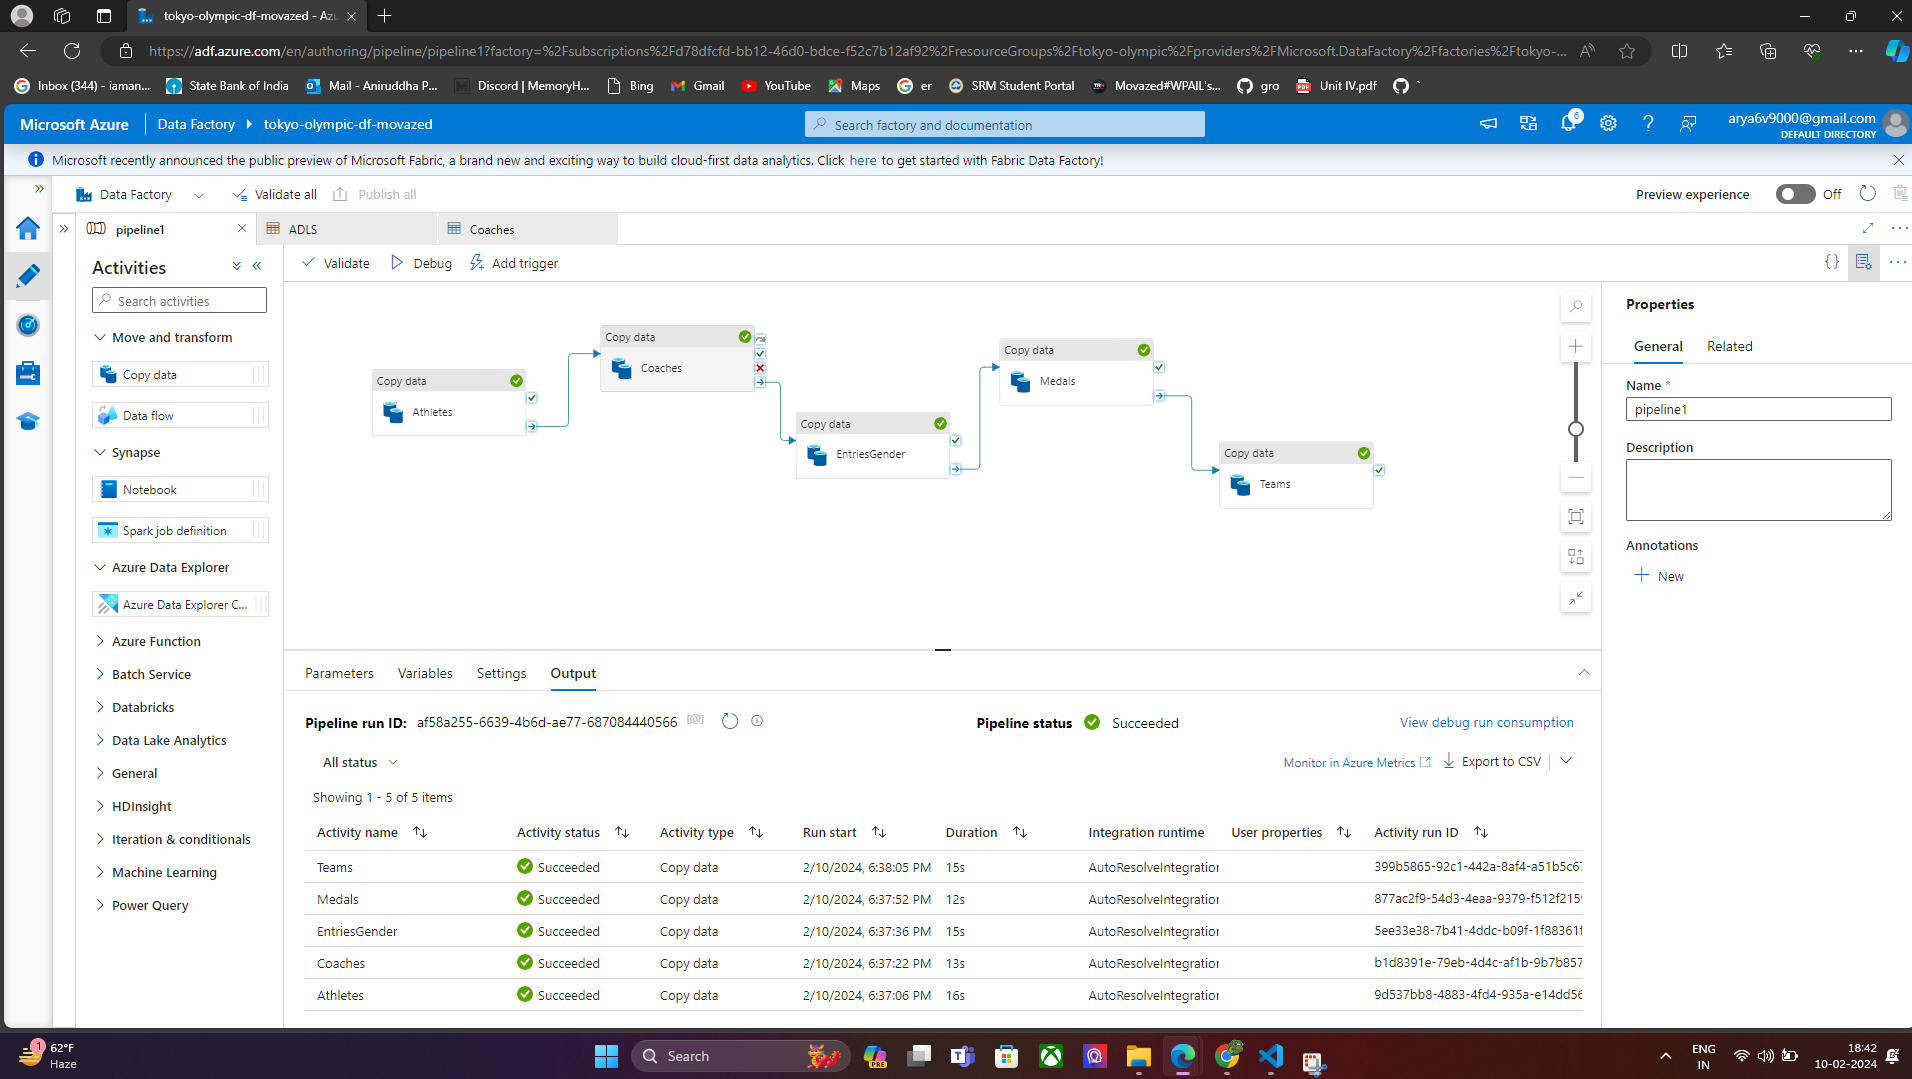 tokyo-olympic-df-movazed - Az
https://adf.azure.com/en/authoring/pipeline/pipeline1?factory=%2Fsubscriptions%2Fd78dfcfd-bb12-46d0-bdce-f52c7b12af92%2FresourceGroups%2Ftokyo-olympic%2Fproviders%2FMicrosoft.DataFactory%2Ffactories%2Ftokyo-...
Inbox (344) - iaman... State Bank of India Mail - Aniruddha P... Discord | MemoryH... Bing Gmail YouTube Maps er SRM Student Portal Movazed#WPAIL's... gro Unit IV.pdf `
Microsoft Azure Data Factory tokyo-olympic-df-movazed Search factory and documentation 6 arya6v9000@gmail.com
DEFAULT DIRECTORY
Microsoft recently announced the public preview of Microsoft Fabric, a brand new and exciting way to build cloud-first data analytics. Click here to get started with Fabric Data Factory!
Data Factory Validate all Publish all Preview experience Off
pipeline1 ADLS Coaches
Activities
Search activities
Move and transform
Copy data
Data flow
Synapse
Notebook
Spark job definition
Azure Data Explorer
Azure Data Explorer C...
Azure Function
Batch Service
Databricks
Data Lake Analytics
General
HDInsight
Iteration & conditionals
Machine Learning
Power Query
Validate Debug Add trigger {}
Copy data
Athletes
Copy data
Coaches
Copy data
EntriesGender
Copy data
Medals
Copy data
Teams
Properties
General Related
Name *
pipeline1
Description
Annotations
New
Parameters Variables Settings Output
Pipeline run ID: af58a255-6639-4b6d-ae77-687084440566 [@] Pipeline status Succeeded View debug run consumption
All status Monitor in Azure Metrics Export to CSV
Showing 1 - 5 of 5 items
Activity name Activity status Activity type Run start Duration Integration runtime User properties Activity run ID
Teams Succeeded Copy data 2/10/2024, 6:38:05 PM 15s AutoResolveIntegration 399b5865-92c1-442a-8af4-a51b5c67
Medals Succeeded Copy data 2/10/2024, 6:37:52 PM 12s AutoResolveIntegration 877ac2f9-54d3-4eaa-9379-f512f215
EntriesGender Succeeded Copy data 2/10/2024, 6:37:36 PM 15s AutoResolveIntegration 5ee33e38-7b41-4ddc-b09f-1f88361f
Coaches Succeeded Copy data 2/10/2024, 6:37:22 PM 13s AutoResolveIntegration b1d8391e-79eb-4d4c-af1b-9b7b857
Athletes Succeeded Copy data 2/10/2024, 6:37:06 PM 16s AutoResolveIntegration 9d537bb8-4883-4fd4-935a-e14dd56
1 62°F
Haze
Search
PRE
ENG
IN
18:42
10-02-2024